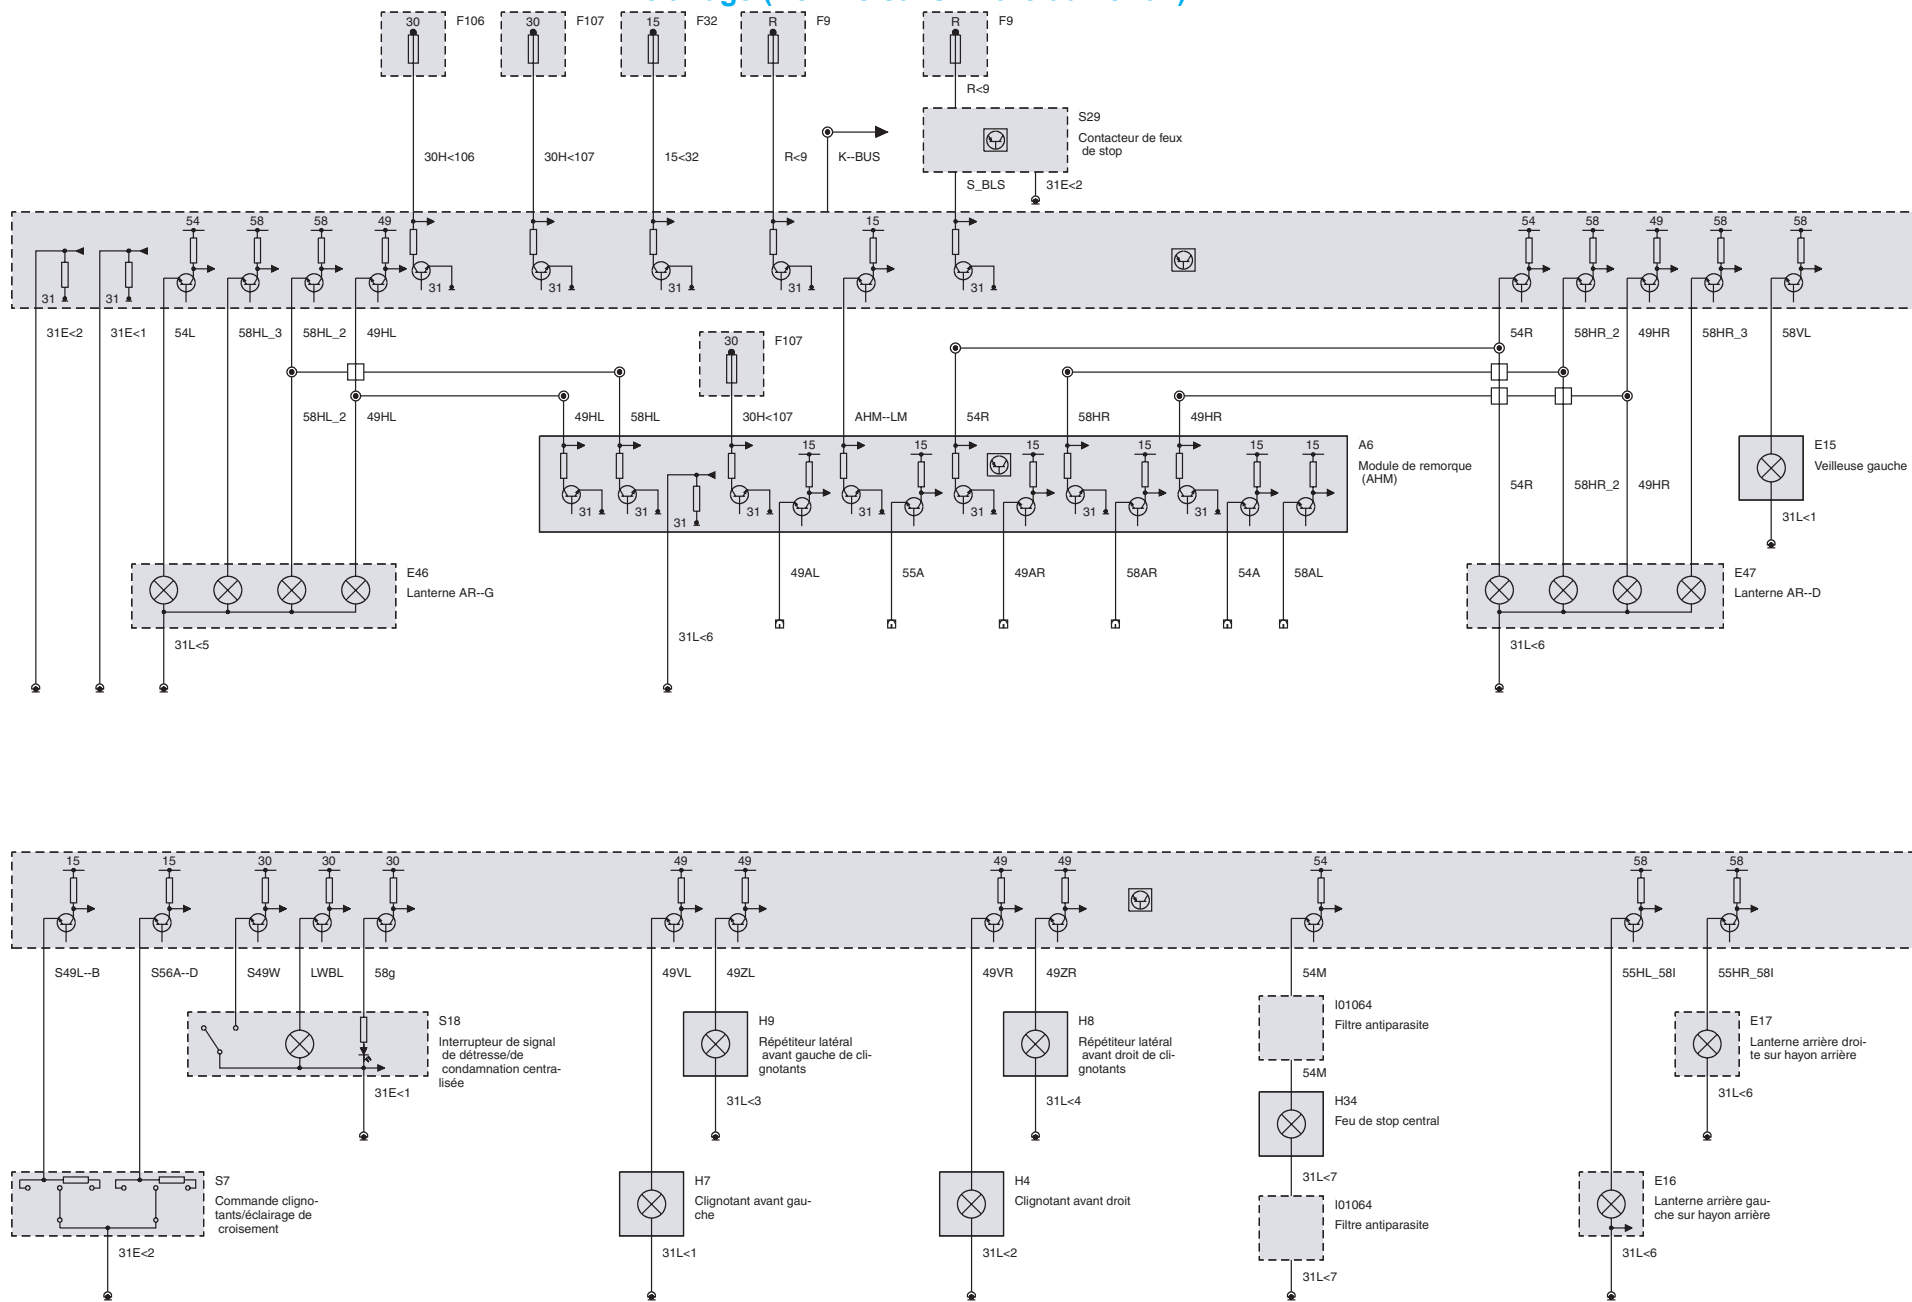 30 F106 30 F107 15 F32 R F9 R F9
R<9
S29
Contacteur de feux
de stop
30H<106 30H<107 15<32 R<9 K--BUS
S_BLS 31E<2
54 58 58 49 15 54 58 49 58 58
31 31 31 31 31 31 31
31E<2 31E<1 54L 58HL_3 58HL_2 49HL 54R 58HR_2 49HR 58HR_3 58VL
30 F107
58HL_2 49HL 49HL 58HL 30H<107 AHM--LM 54R 58HR 49HR
15 15 15 15 15 15
A6
Module de remorque
(AHM)
E15
Veilleuse gauche
54R 58HR_2 49HR
31 31 31 31 31 31 31 31
31L<1
49AL 55A 49AR 58AR 54A 58AL
E46
Lanterne AR--G
E47
Lanterne AR--D
31L<5 31L<6 31L<6
15 15 30 30 30 49 49 49 49 54 58 58
S49L--B S56A--D S49W LWBL 58g 49VL 49ZL 49VR 49ZR 54M 55HL_58I 55HR_58I
S18
Interrupteur de signal
de détresse/de
condamnation centra-
lisée
H9
Répétiteur latéral
avant gauche de cli-
gnotants
H8
Répétiteur latéral
avant droit de cli-
gnotants
I01064
Filtre antiparasite
E17
Lanterne arrière droi-
te sur hayon arrière
54M
31E<1 31L<3 31L<4 31L<6
H34
Feu de stop central
31L<7
S7
Commande cligno-
tants/éclairage de
croisement
H7
Clignotant avant gau-
che
H4
Clignotant avant droit
I01064
Filtre antiparasite
E16
Lanterne arrière gau-
che sur hayon arrière
31E<2 31L<1 31L<2 31L<7 31L<6